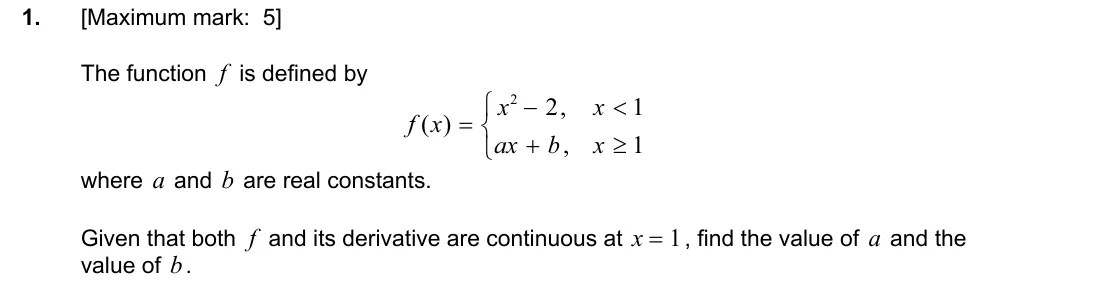 1. [Maximum mark: 5]
The function f is defined by
f(x) = { x² − 2, x < 1
ax + b, x ≥ 1
where a and b are real constants.
Given that both f and its derivative are continuous at x = 1, find the value of a and the
value of b.